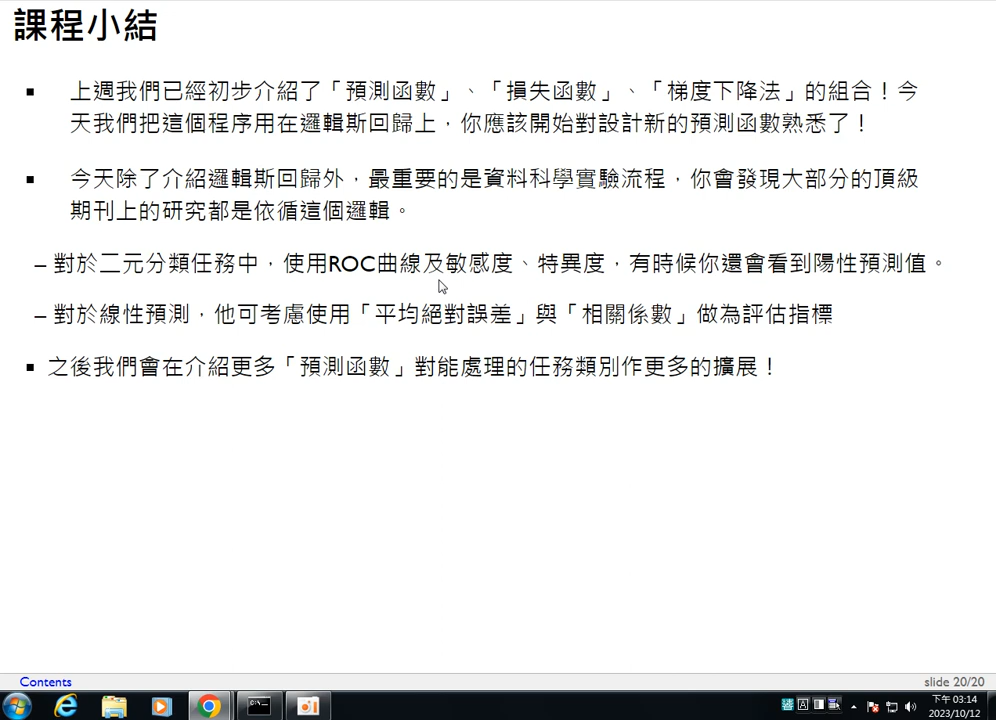 課程小結
▪ 上週我們已經初步介紹了「預測函數」、「損失函數」、「梯度下降法」的組合！今
天我們把這個程序用在邏輯斯回歸上，你應該開始對設計新的預測函數熟悉了！
▪ 今天除了介紹邏輯斯回歸外，最重要的是資料科學實驗流程，你會發現大部分的頂級
期刊上的研究都是依循這個邏輯。
– 對於二元分類任務中，使用ROC曲線及敏感度、特異度，有時候你還會看到陽性預測值。
– 對於線性預測，他可考慮使用「平均絕對誤差」與「相關係數」做為評估指標
▪ 之後我們會在介紹更多「預測函數」對能處理的任務類別作更多的擴展！
Contents
slide 20/20
下午 03:14
2023/10/12